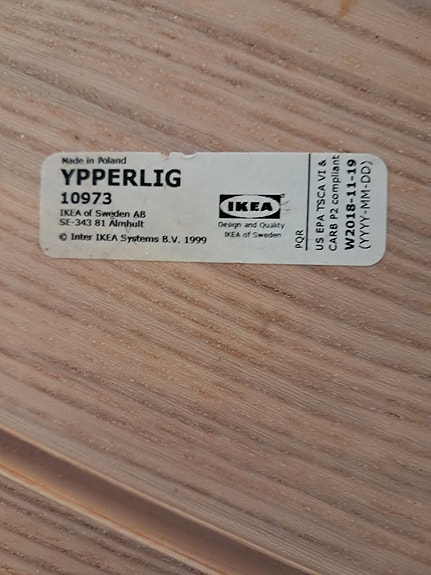 Made in Poland
YPPERLIG
10973
IKEA of Sweden AB
SE-343 81 Älmhult
© Inter IKEA Systems B.V. 1999
IKEA
Design and Quality
IKEA of Sweden
PQR
US EPA TSCA VI &
CARB P2 compliant
W2018-11-19
(YYYY-MM-DD)